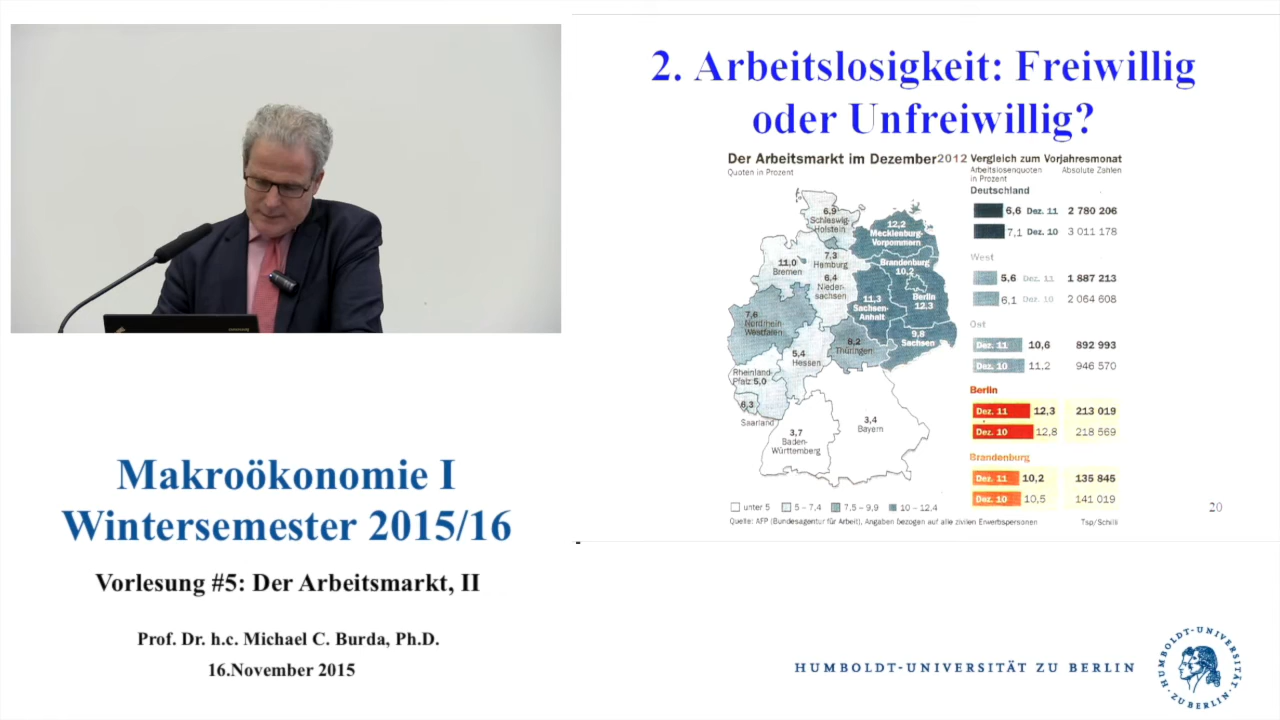 2. Arbeitslosigkeit: Freiwillig
oder Unfreiwillig?
Der Arbeitsmarkt im Dezember 2012
Quoten in Prozent
6,9
Schleswig-
Holstein
12,2
Mecklenburg-
Vorpommern
7,3
Hamburg
11,0
Bremen
Brandenburg
10,2
6,4
Nieder-
sachsen
Berlin
12,3
11,3
Sachsen-
Anhalt
7,6
Nordrhein-
Westfalen
9,8
Sachsen
8,2
Thüringen
5,4
Hessen
Rheinland-
Pfalz 5,0
6,3
Saarland
3,7
Baden-
Württemberg
3,4
Bayern
unter 5 5 – 7,4 7,5 – 9,9 10 – 12,4
Quelle: AFP (Bundesagentur für Arbeit), Angaben bezogen auf alle zivilen Erwerbspersonen Tsp/Schilli
Vergleich zum Vorjahresmonat
Arbeitslosenquoten Absolute Zahlen
in Prozent
Deutschland
6,6 Dez. 11 2 780 206
7,1 Dez. 10 3 011 178
West
5,6 Dez. 11 1 887 213
6,1 Dez. 10 2 064 608
Ost
Dez. 11 10,6 892 993
Dez. 10 11,2 946 570
Berlin
Dez. 11 12,3 213 019
Dez. 10 12,8 218 569
Brandenburg
Dez. 11 10,2 135 845
Dez. 10 10,5 141 019
20
Makroökonomie I
Wintersemester 2015/16
Vorlesung #5: Der Arbeitsmarkt, II
Prof. Dr. h.c. Michael C. Burda, Ph.D.
16.November 2015
HUMBOLDT-UNIVERSITÄT ZU BERLIN
HUMBOLDT-UNIVERSITÄT ZU BERLIN